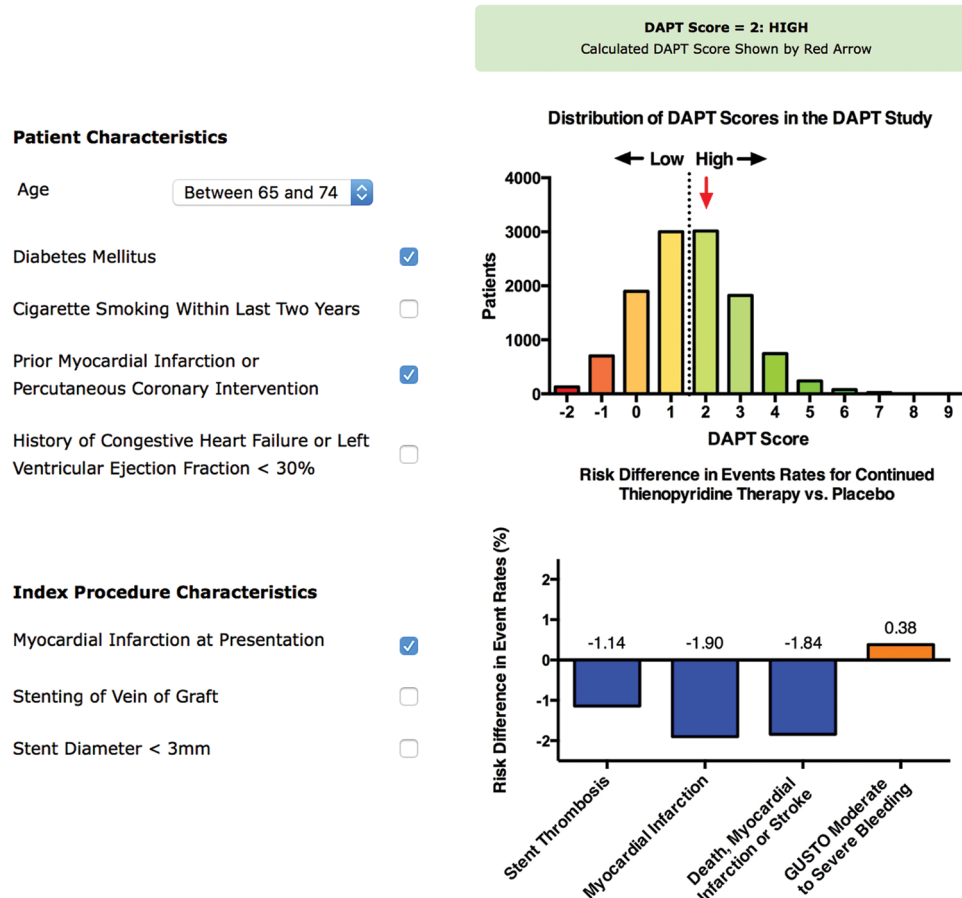 DAPT Score = 2: HIGH
Calculated DAPT Score Shown by Red Arrow
Patient Characteristics
Age
Between 65 and 74
Diabetes Mellitus
Cigarette Smoking Within Last Two Years
Prior Myocardial Infarction or
Percutaneous Coronary Intervention
History of Congestive Heart Failure or Left
Ventricular Ejection Fraction < 30%
Index Procedure Characteristics
Myocardial Infarction at Presentation
Stenting of Vein of Graft
Stent Diameter < 3mm
Distribution of DAPT Scores in the DAPT Study
Low High
4000
3000
2000
1000
0
Patients
-2 -1 0 1 2 3 4 5 6 7 8 9
DAPT Score
Risk Difference in Events Rates for Continued
Thienopyridine Therapy vs. Placebo
Risk Difference in Event Rates (%)
2
1
0
-1
-2
-1.14 -1.90 -1.84 0.38
Stent Thrombosis
Myocardial Infarction
Death, Myocardial
Infarction or Stroke
GUSTO Moderate
to Severe Bleeding